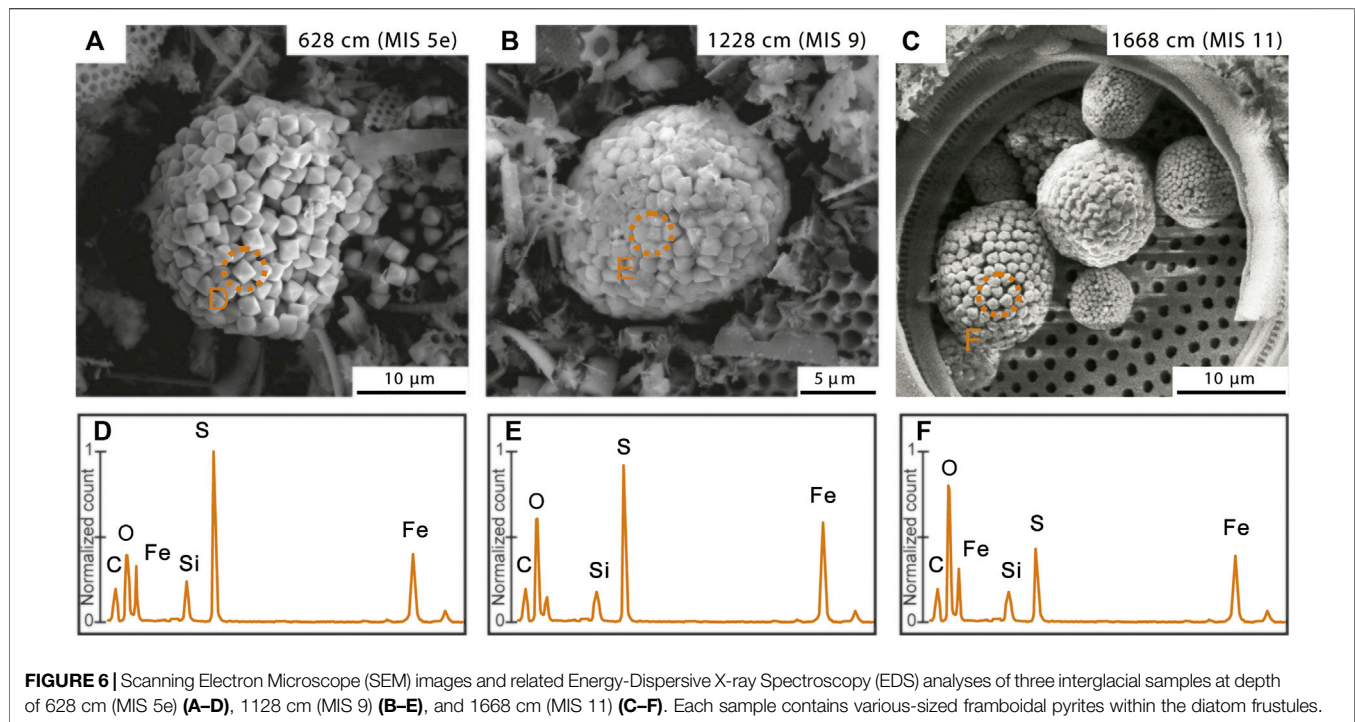 A
628 cm (MIS 5e)
B
1228 cm (MIS 9)
C
1668 cm (MIS 11)
D
E
F
10 µm
5 µm
10 µm
D
Normalized count
1
0
C
O
Fe
Si
S
Fe
E
Normalized count
1
0
C
O
Si
S
Fe
F
Normalized count
1
0
C
O
Fe
Si
S
Fe
FIGURE 6 | Scanning Electron Microscope (SEM) images and related Energy-Dispersive X-ray Spectroscopy (EDS) analyses of three interglacial samples at depth
of 628 cm (MIS 5e) (A–D), 1128 cm (MIS 9) (B–E), and 1668 cm (MIS 11) (C–F). Each sample contains various-sized framboidal pyrites within the diatom frustules.